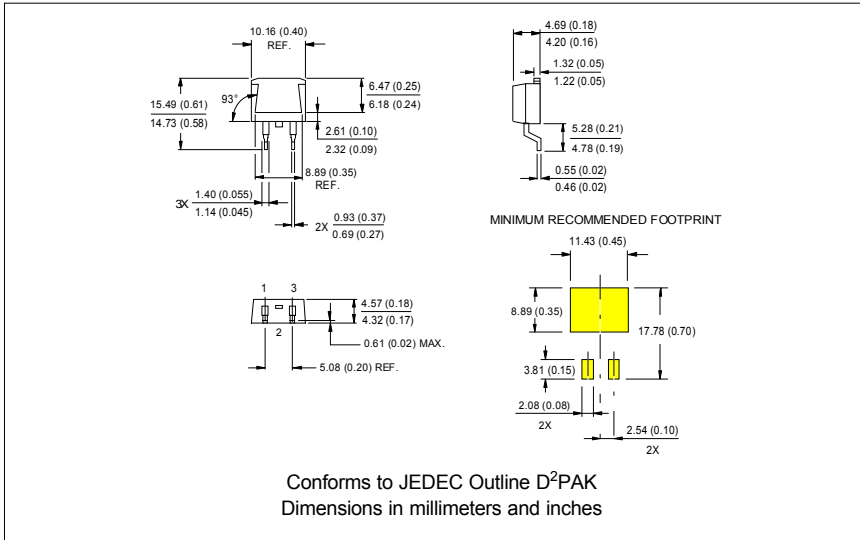 10.16 (0.40)
REF.
4.69 (0.18)
4.20 (0.16)
1.32 (0.05)
1.22 (0.05)
15.49 (0.61)
14.73 (0.58)
93°
6.47 (0.25)
6.18 (0.24)
2.61 (0.10)
2.32 (0.09)
5.28 (0.21)
4.78 (0.19)
8.89 (0.35)
REF.
0.55 (0.02)
0.46 (0.02)
3X
1.40 (0.055)
1.14 (0.045)
2X
0.93 (0.37)
0.69 (0.27)
MINIMUM RECOMMENDED FOOTPRINT
11.43 (0.45)
8.89 (0.35)
17.78 (0.70)
3.81 (0.15)
2.08 (0.08)
2X
2.54 (0.10)
2X
1 3
2
4.57 (0.18)
4.32 (0.17)
0.61 (0.02) MAX.
5.08 (0.20) REF.
Conforms to JEDEC Outline D²PAK
Dimensions in millimeters and inches